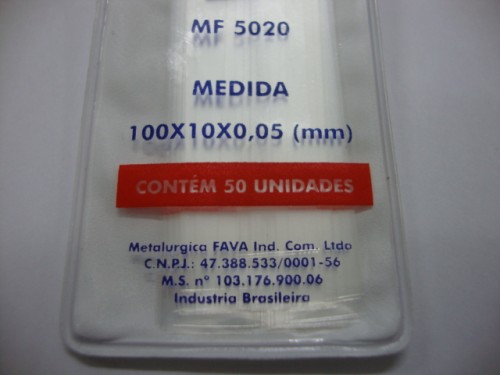 MF 5020
MEDIDA
100X10X0,05 (mm)
CONTÉM 50 UNIDADES
Metalurgica FAVA Ind. Com. Ltda
C.N.P.J.: 47.388.533/0001-56
M.S. nº 103.176.900.06
Industria Brasileira